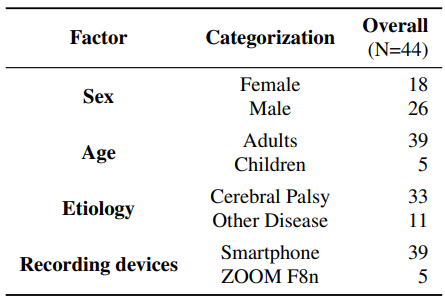 Factor Categorization Overall (N=44)
Sex Female 18
Male 26
Age Adults 39
Children 5
Etiology Cerebral Palsy 33
Other Disease 11
Recording devices Smartphone 39
ZOOM F8n 5